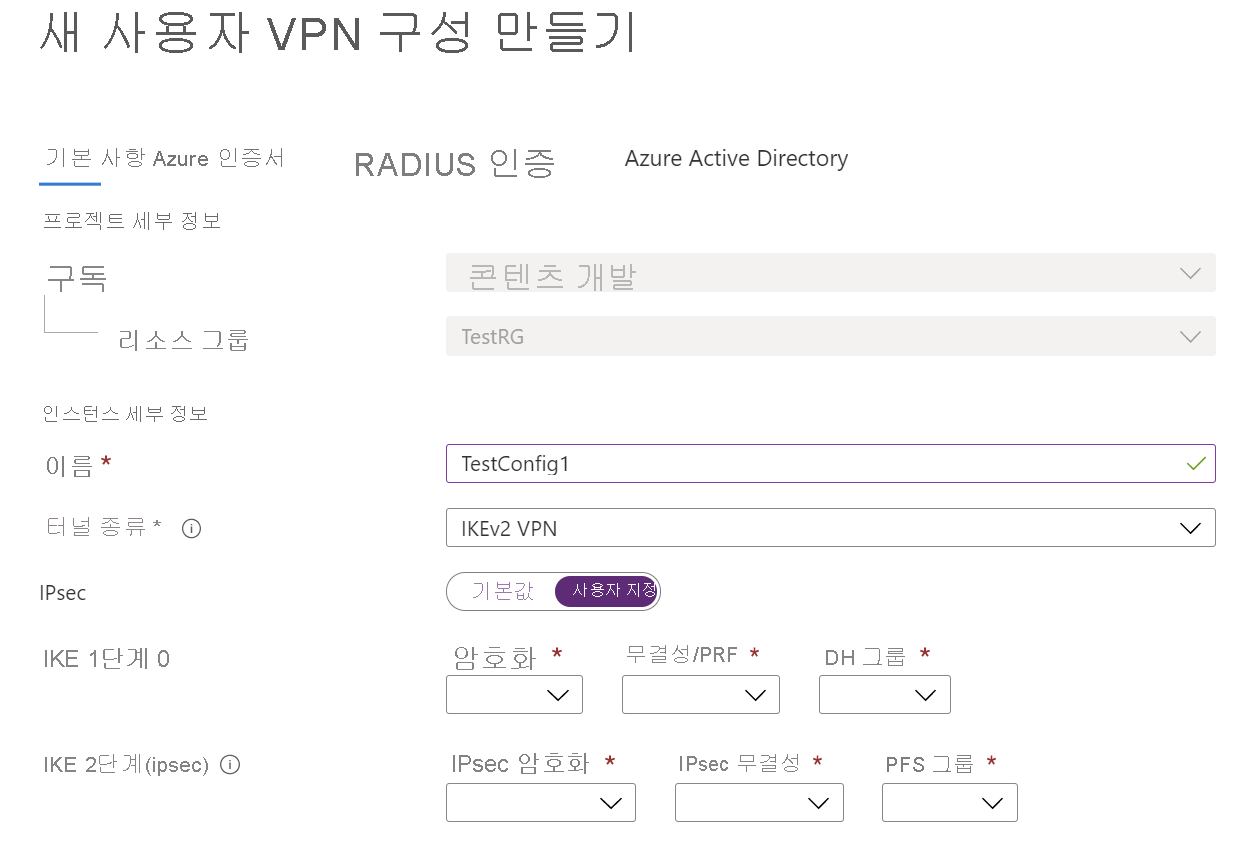 새 사용자 VPN 구성 만들기
기본 사항 Azure 인증서 RADIUS 인증 Azure Active Directory
프로젝트 세부 정보
구독 콘텐츠 개발
리소스 그룹 TestRG
인스턴스 세부 정보
이름 * TestConfig1
터널 종류 * IKEv2 VPN
IPsec 기본값 사용자 지정
IKE 1단계 0 암호화 * 무결성/PRF * DH 그룹 *
IKE 2단계(ipsec) IPsec 암호화 * IPsec 무결성 * PFS 그룹 *